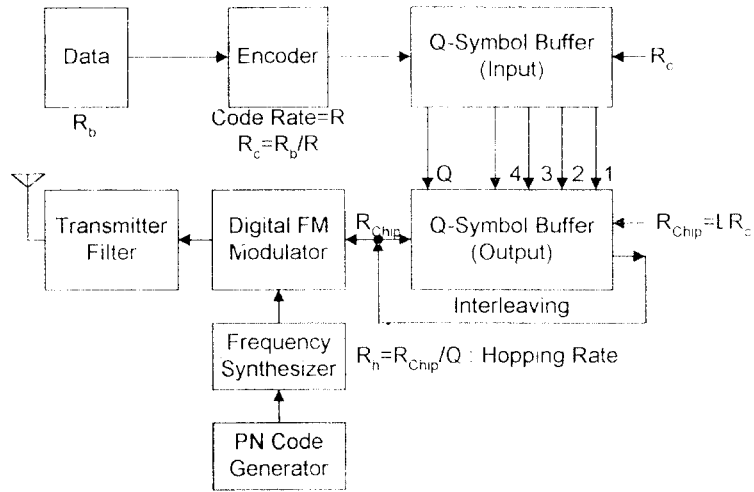 Data
Encoder
Q-Symbol Buffer
(Input)
R_c
R_b
Code Rate=R
R_c=R_b/R
Q 4 3 2 1
Transmitter
Filter
Digital FM
Modulator
R_Chip
Q-Symbol Buffer
(Output)
R_Chip=LR_c
Interleaving
Frequency
Synthesizer
R_h=R_Chip/Q : Hopping Rate
PN Code
Generator